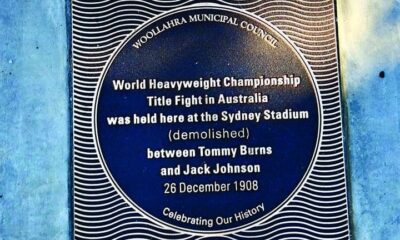 WOOLLAHRA MUNICIPAL COUNCIL
World Heavyweight Championship
Title Fight in Australia
was held here at the Sydney Stadium
(demolished)
between Tommy Burns
and Jack Johnson
26 December 1908
Celebrating Our History